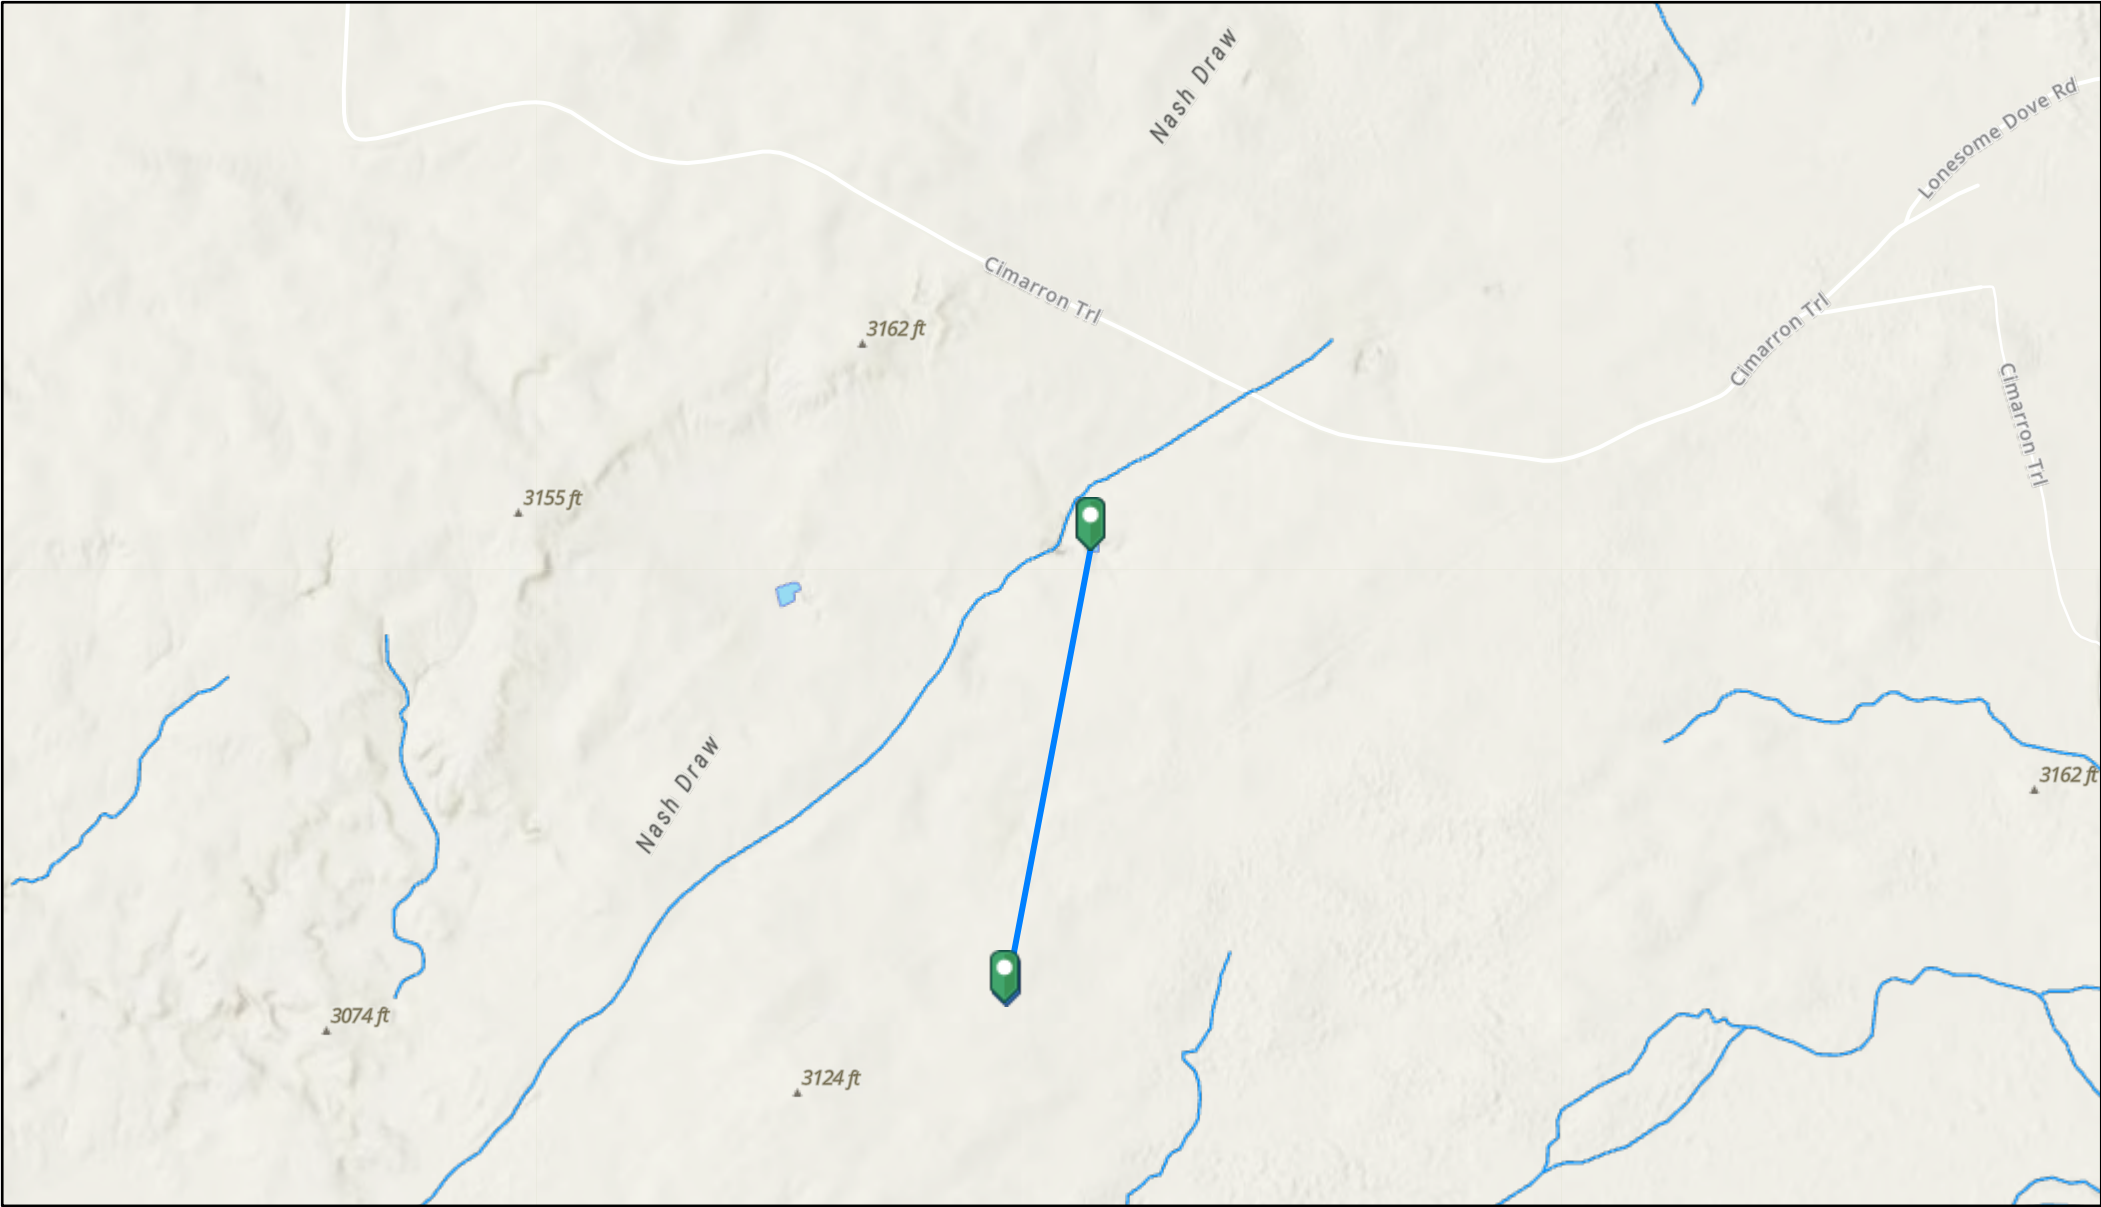 Nash Draw
Lonesome Dove Rd
Cimarron Trl
Cimarron Trl
3162 ft
Cimarron Trl
3155 ft
Nash Draw
3162 ft
3074 ft
3124 ft